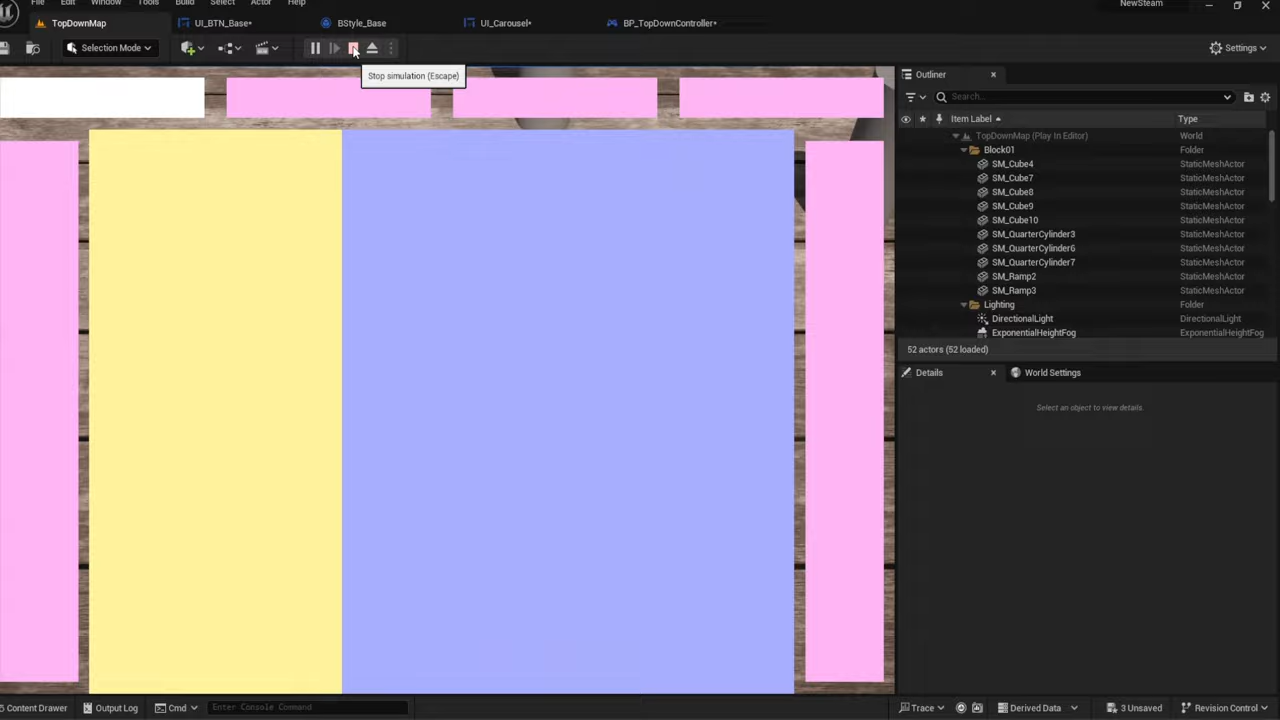 File Edit Window Tools Build Select Actor Help
NewSteam
TopDownMap
UI_BTN_Base*
BStyle_Base
UI_Carousel*
BP_TopDownController*
Selection Mode
Settings
Stop simulation (Escape)
Outliner
Search...
Item Label
Type
TopDownMap (Play In Editor)
World
Block01
Folder
SM_Cube4
StaticMeshActor
SM_Cube7
StaticMeshActor
SM_Cube8
StaticMeshActor
SM_Cube9
StaticMeshActor
SM_Cube10
StaticMeshActor
SM_QuarterCylinder3
StaticMeshActor
SM_QuarterCylinder6
StaticMeshActor
SM_QuarterCylinder7
StaticMeshActor
SM_Ramp2
StaticMeshActor
SM_Ramp3
StaticMeshActor
Lighting
Folder
DirectionalLight
DirectionalLight
ExponentialHeightFog
ExponentialHeightFog
52 actors (52 loaded)
Details
World Settings
Select an object to view details.
Content Drawer
Output Log
Cmd
Enter Console Command
Trace
Derived Data
3 Unsaved
Revision Control